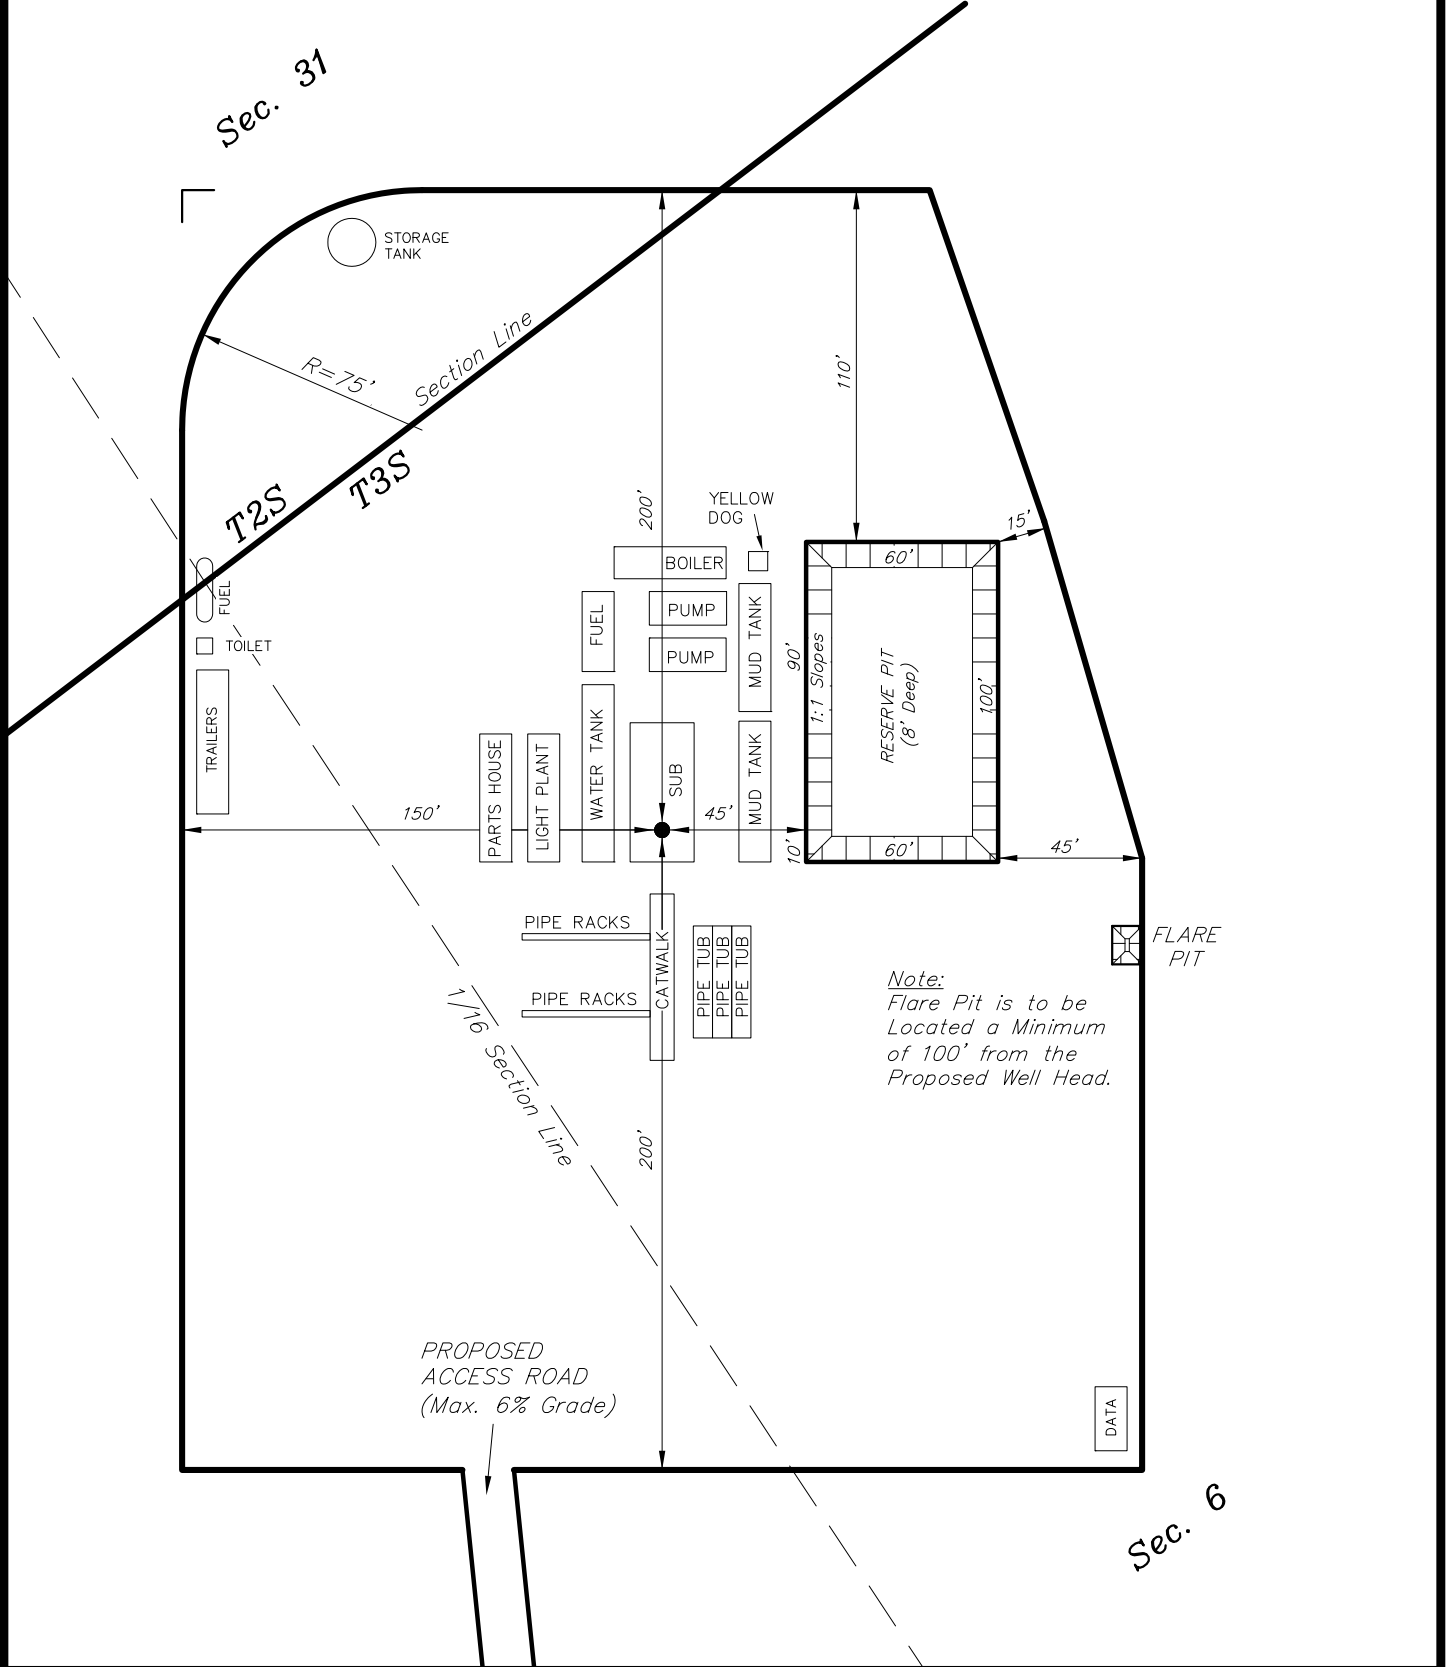 Sec. 31
STORAGE
TANK
R=75'
Section Line
110'
T2S
T3S
200'
YELLOW
DOG
15'
BOILER
60'
FUEL
PUMP
FUEL
MUD TANK
TOILET
PUMP
90'
1:1 Slopes
RESERVE PIT
(8' Deep)
100'
TRAILERS
PARTS HOUSE
LIGHT PLANT
WATER TANK
SUB
MUD TANK
150'
45'
10'
60'
45'
PIPE RACKS
CATWALK
PIPE TUB
PIPE TUB
PIPE TUB
FLARE
PIT
PIPE RACKS
Note:
Flare Pit is to be
Located a Minimum
of 100' from the
Proposed Well Head.
1/16 Section Line
200'
PROPOSED
ACCESS ROAD
(Max. 6% Grade)
DATA
Sec. 6